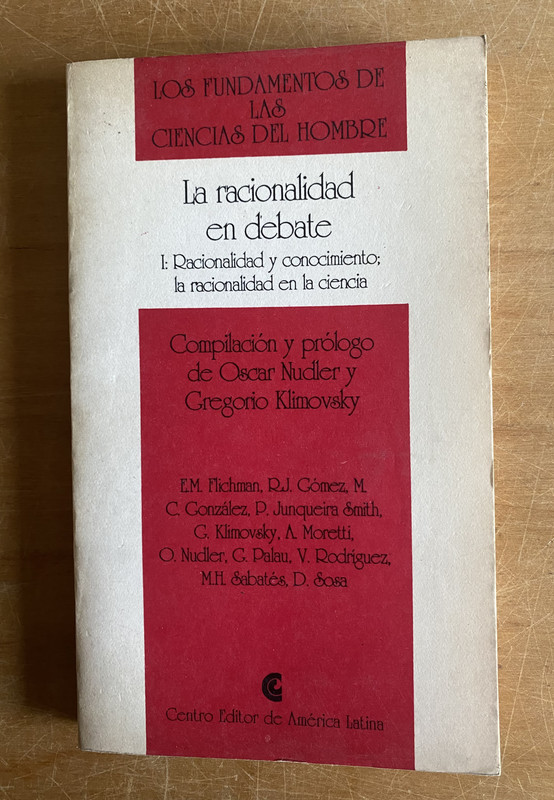 LOS FUNDAMENTOS DE
LAS
CIENCIAS DEL HOMBRE
La racionalidad
en debate
I: Racionalidad y conocimiento;
la racionalidad en la ciencia
Compilación y prólogo
de Oscar Nudler y
Gregorio Klimovsky
E.M. Flichman, R.J. Gómez, M.
C. González, P. Junqueira Smith,
G. Klimovsky, A. Moretti,
O. Nudler, G. Palau, V. Rodríguez,
M.H. Sabatés, D. Sosa
Centro Editor de América Latina